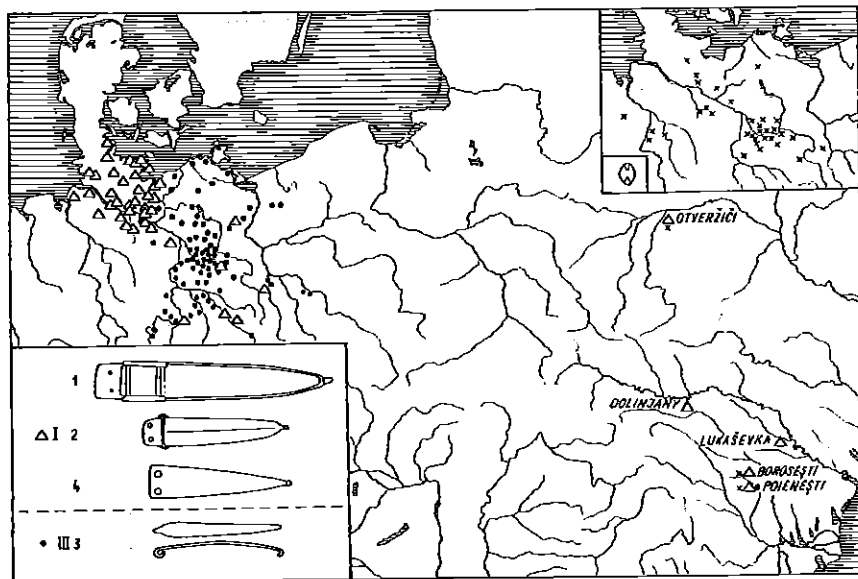 OTVERŽIČI
DOLINJANY
LUKAŠEVKA
BOROSEŞTI
POIENEŞTI
1
I 2
4
III 3